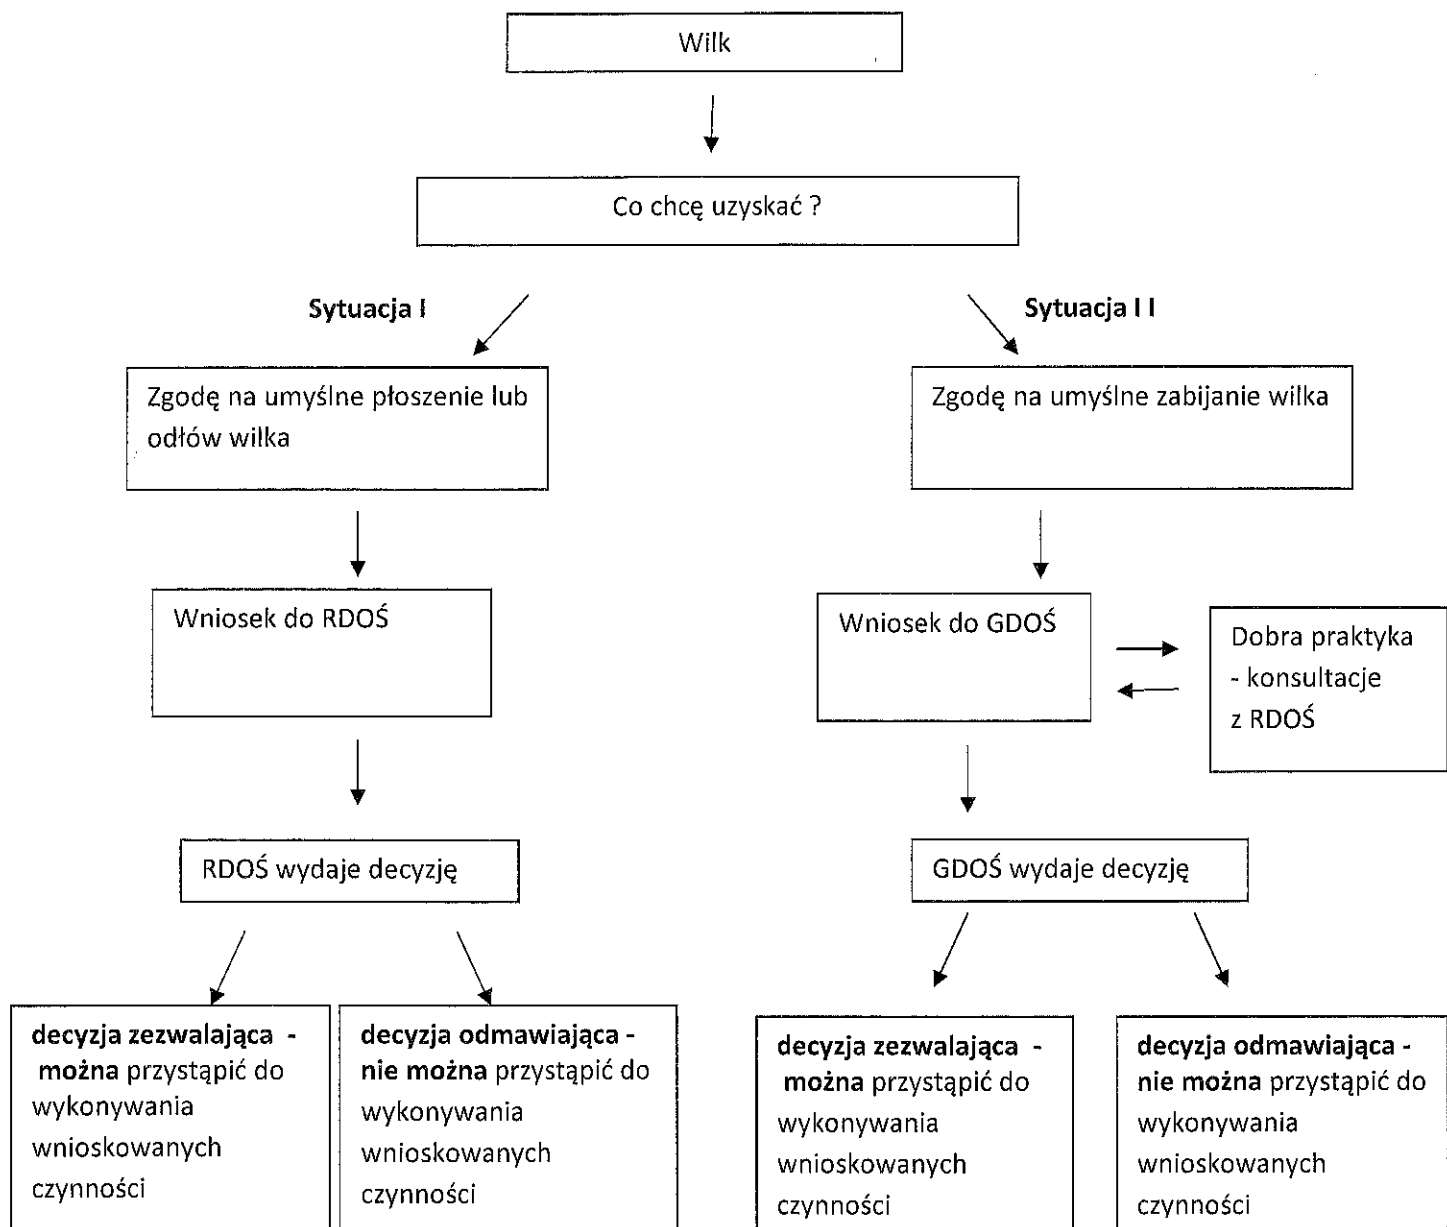 Wilk
Co chcę uzyskać ?
Sytuacja I
Sytuacja I I
Zgodę na umyślne płoszenie lub
odłów wilka
Zgodę na umyślne zabijanie wilka
Wniosek do RDOŚ
Wniosek do GDOŚ
Dobra praktyka
- konsultacje
z RDOŚ
RDOŚ wydaje decyzję
GDOŚ wydaje decyzję
decyzja zezwalająca -
można przystąpić do
wykonywania
wnioskowanych
czynności
decyzja odmawiająca -
nie można przystąpić do
wykonywania
wnioskowanych
czynności
decyzja zezwalająca -
można przystąpić do
wykonywania
wnioskowanych
czynności
decyzja odmawiająca -
nie można przystąpić do
wykonywania
wnioskowanych
czynności